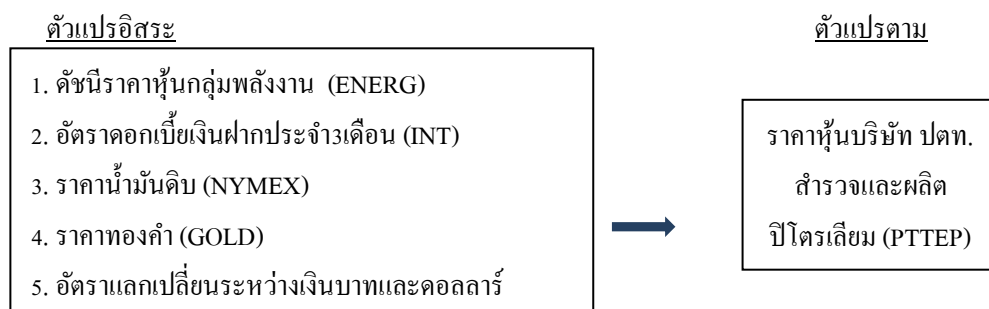 ตัวแปรอิสระ
1. ดัชนีราคาหุ้นกลุ่มพลังงาน (ENERG)
2. อัตราดอกเบี้ยเงินฝากประจำ3เดือน (INT)
3. ราคาน้ำมันดิบ (NYMEX)
4. ราคาทองคำ (GOLD)
5. อัตราแลกเปลี่ยนระหว่างเงินบาทและดอลลาร์
ตัวแปรตาม
ราคาหุ้นบริษัท ปตท.
สำรวจและผลิต
ปิโตรเลียม (PTTEP)